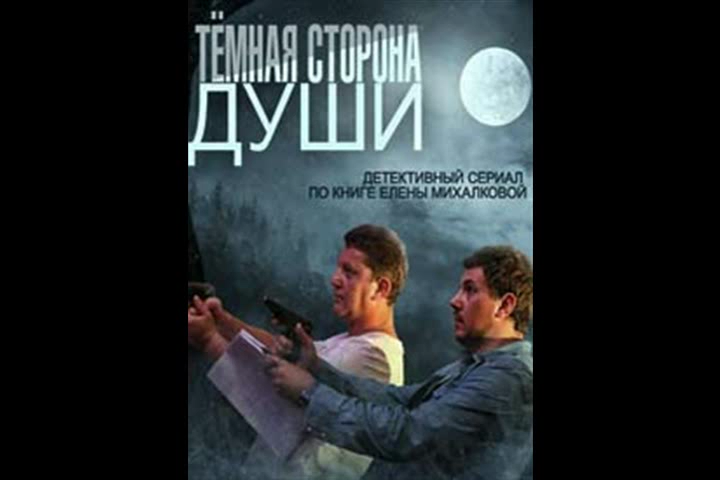 ТЁМНАЯ СТОРОНА
ДУШИ
ДЕТЕКТИВНЫЙ СЕРИАЛ
ПО КНИГЕ ЕЛЕНЫ МИХАЛКОВОЙ